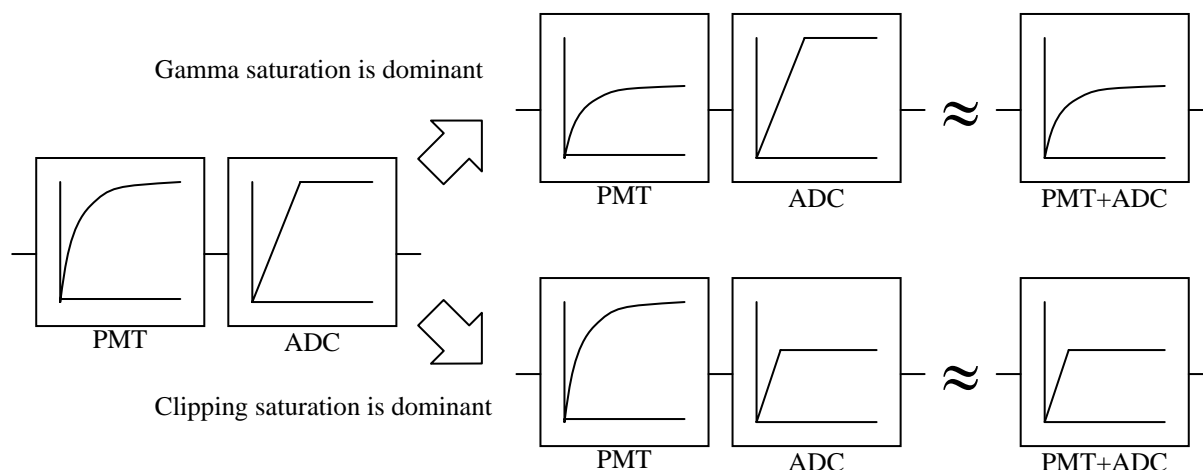 Gamma saturation is dominant
PMT
ADC
≈
PMT+ADC
PMT
ADC
Clipping saturation is dominant
PMT
ADC
≈
PMT+ADC